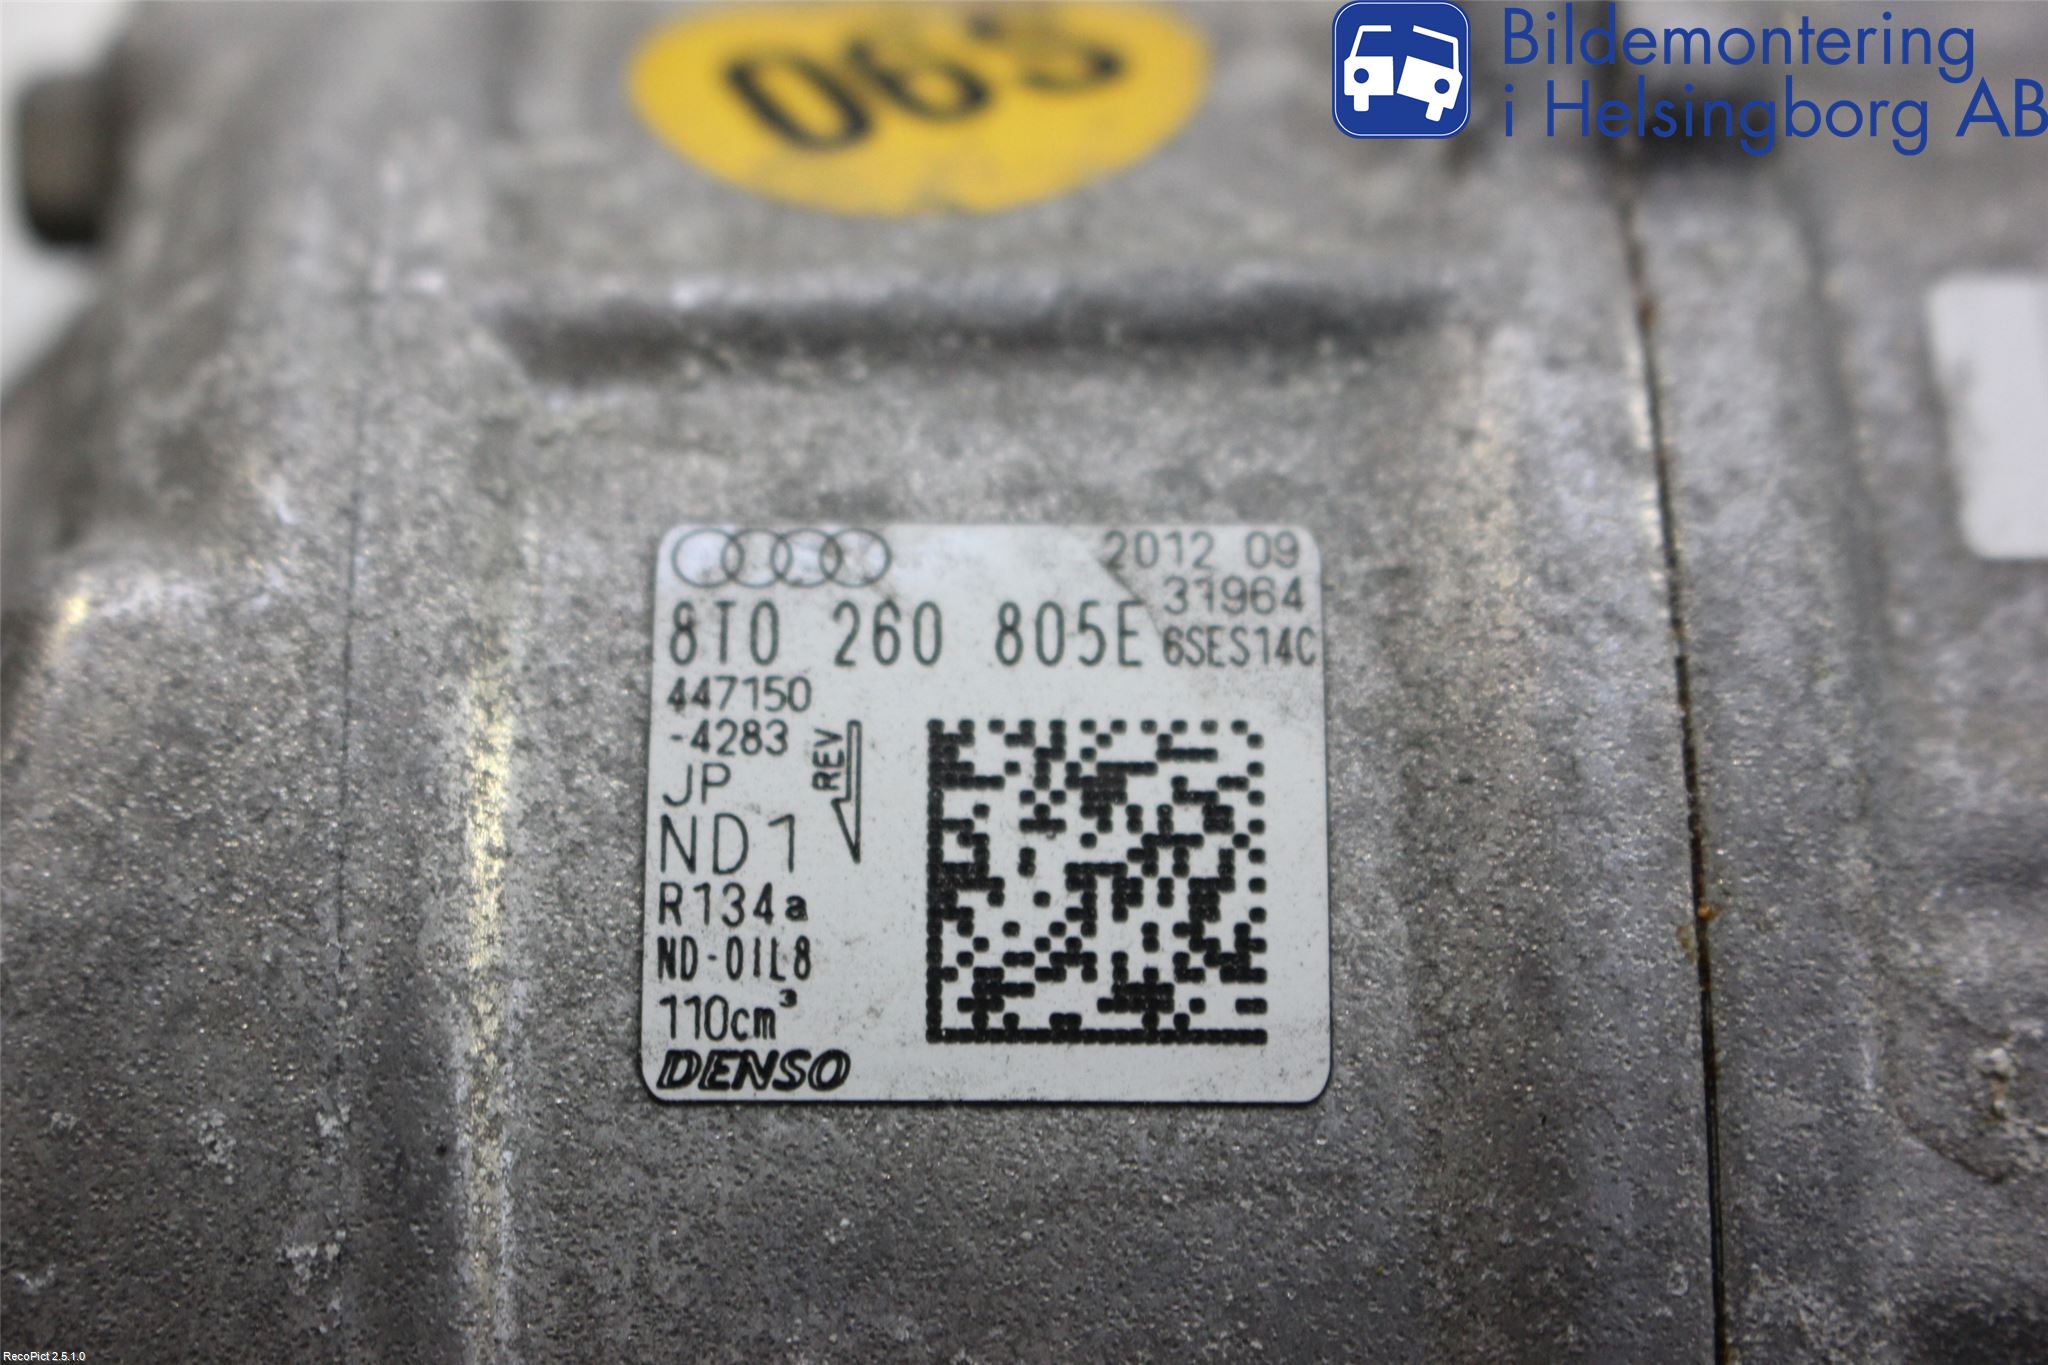 06S
Bildemontering
i Helsingborg AB
2012 09
31964
8T0 260 805E 6SES14C
447150
-4283
REV
JP
ND1
R134a
ND-OIL8
110cm³
DENSO
RecoPict 2.5.1.0